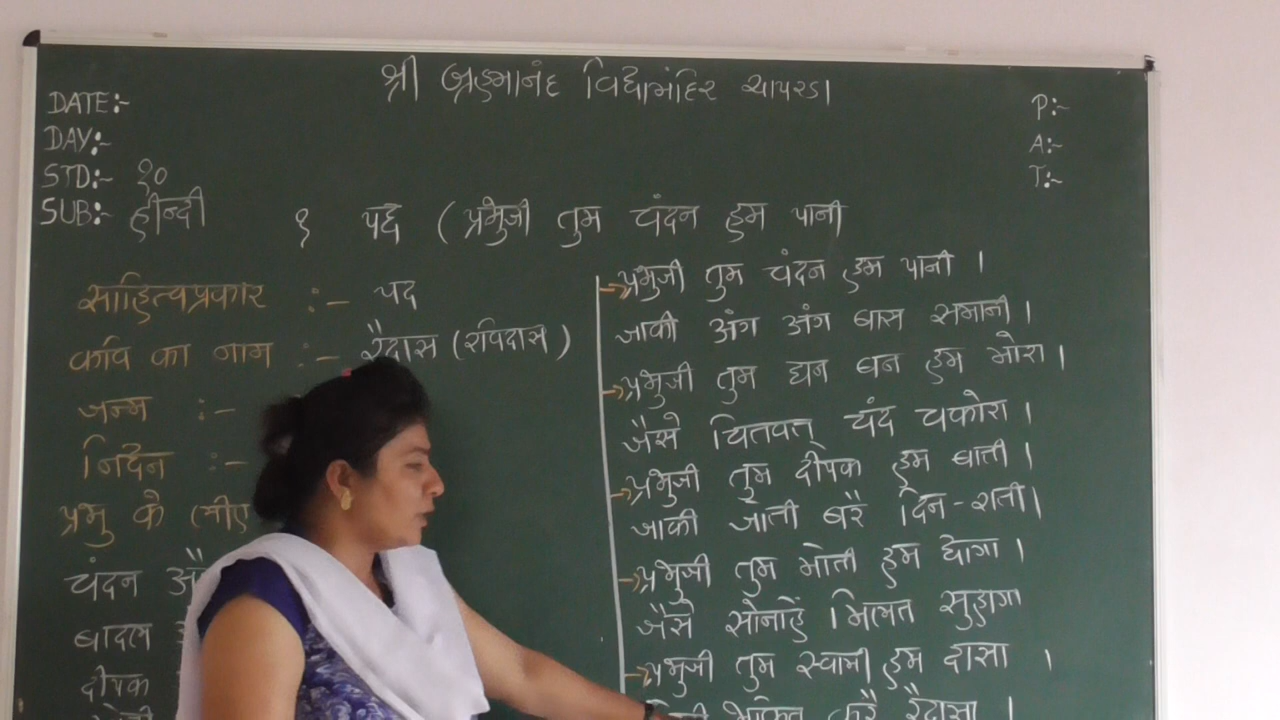 श्री ब्रह्मानंद विद्यामंदिर चापरडा
DATE:-
DAY:-
STD:- १०
SUB:- हीन्दी
P:-
A:-
T:-
१ पद (प्रभुजी तुम चंदन हम पानी
साहित्यप्रकार :- पद
कवि का नाम :- रैदास (रविदास)
जन्म :-
निदैन :-
प्रभु के लीए
चंदन
बादल
दीपक
प्रभुजी तुम चंदन हम पानी ।
जाकी अंग अंग बास समानी ।
प्रभुजी तुम घन बन हम मोरा ।
जैसे चितवत् चंद चकोरा ।
प्रभुजी तुम दीपक हम बाती ।
जाकी जाती बरै दिन-राती।
प्रभुजी तुम मोती हम धागा ।
जैसे सोनाहें मिलत सुहागा
प्रभुजी तुम स्वामी हम दासा ।
भक्ति करै रैदासा ।